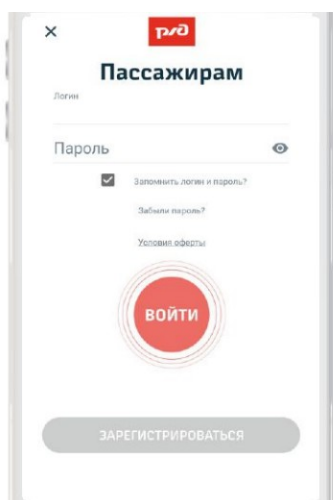 ржд
Пассажирам
Логин
Пароль
Запомнить логин и пароль?
Забыли пароль?
Условия оферты
ВОЙТИ
ЗАРЕГИСТРИРОВАТЬСЯ